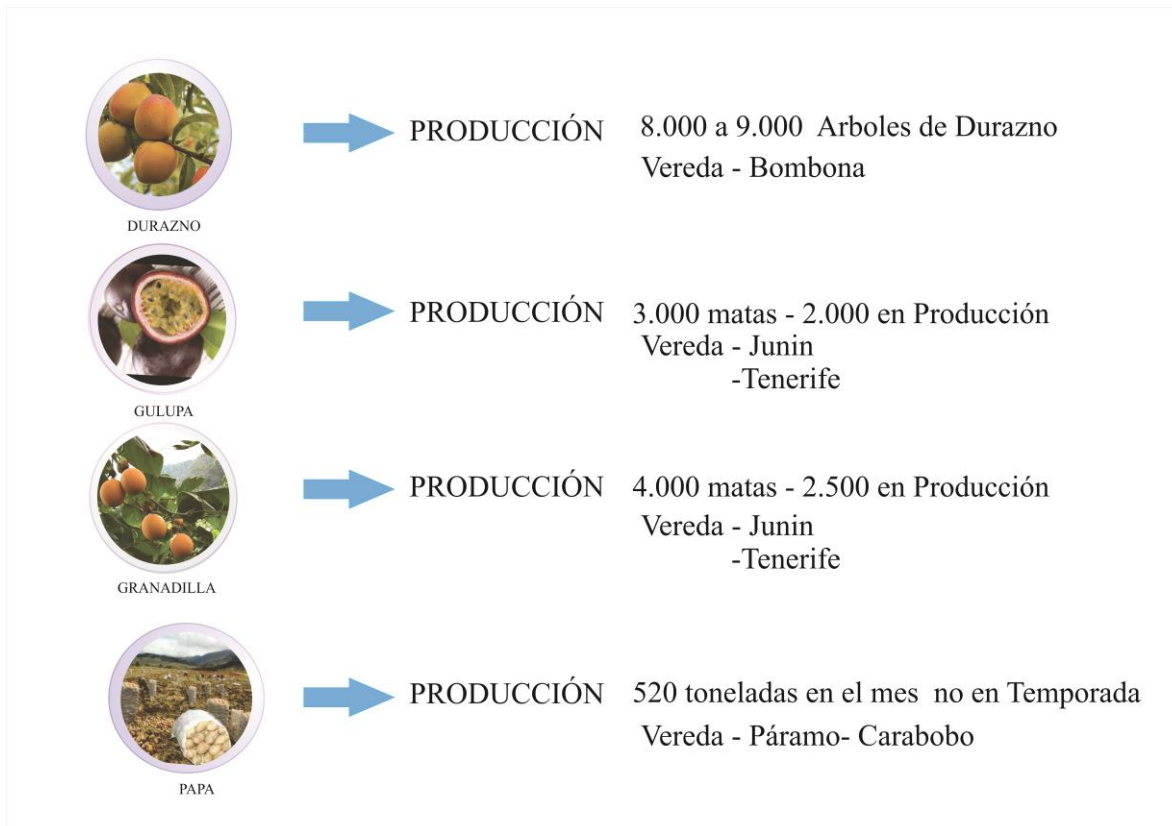 DURAZNO
PRODUCCIÓN
8.000 a 9.000 Arboles de Durazno
Vereda - Bombona
GULUPA
PRODUCCIÓN
3.000 matas - 2.000 en Producción
Vereda - Junin
-Tenerife
GRANADILLA
PRODUCCIÓN
4.000 matas - 2.500 en Producción
Vereda - Junin
-Tenerife
PAPA
PRODUCCIÓN
520 toneladas en el mes no en Temporada
Vereda - Páramo- Carabobo